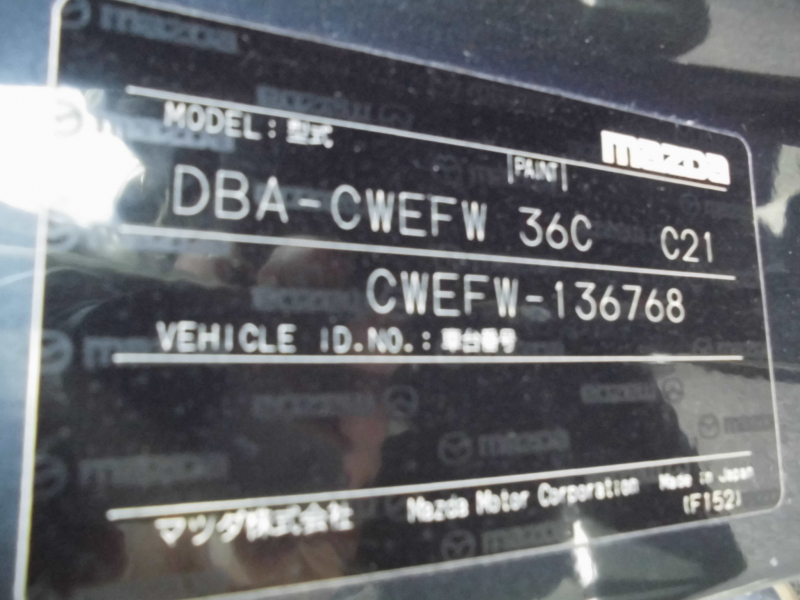 MODEL: 型式
PAINT
mazda
DBA-CWEFW 36C C21
CWEFW-136768
VEHICLE ID.NO.: 車台番号
マツダ株式会社 Mazda Motor Corporation Made in Japan
(F152)